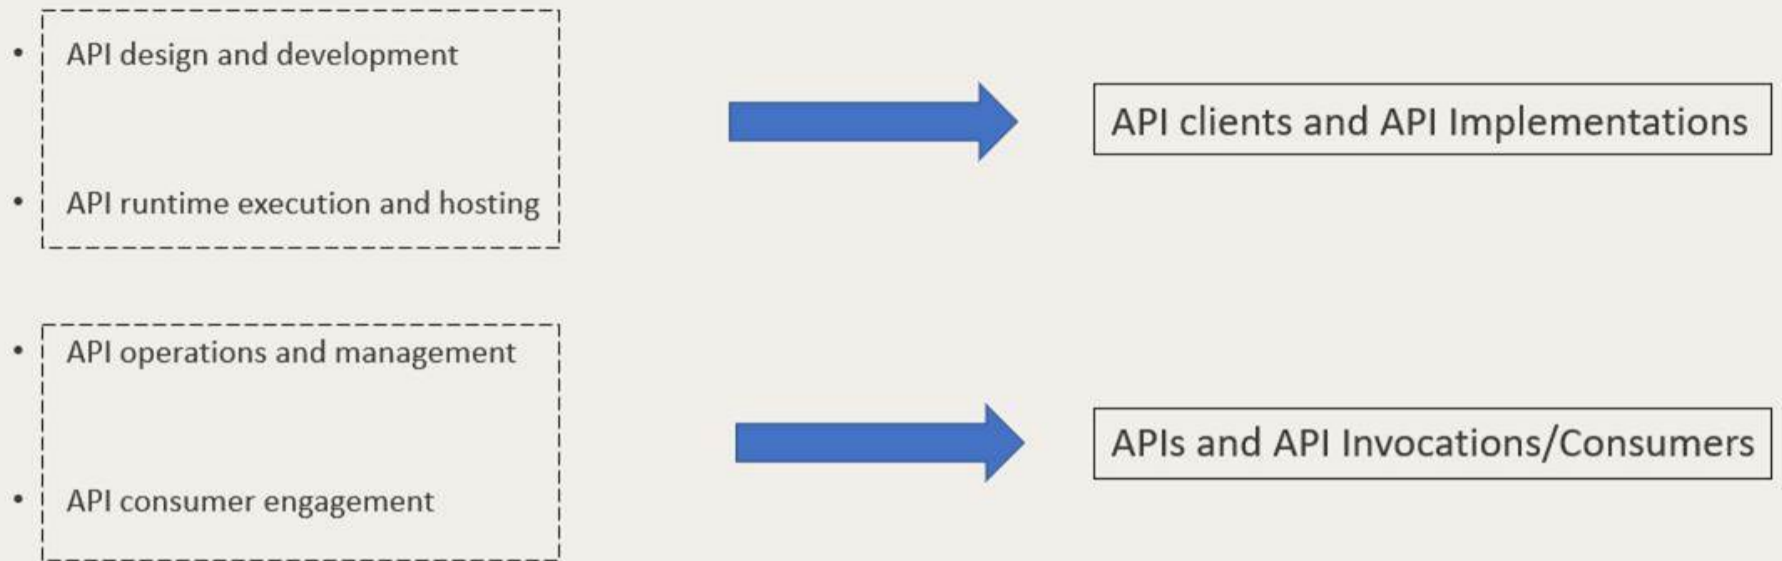 • API design and development
API clients and API Implementations
• API runtime execution and hosting
• API operations and management
APIs and API Invocations/Consumers
• API consumer engagement